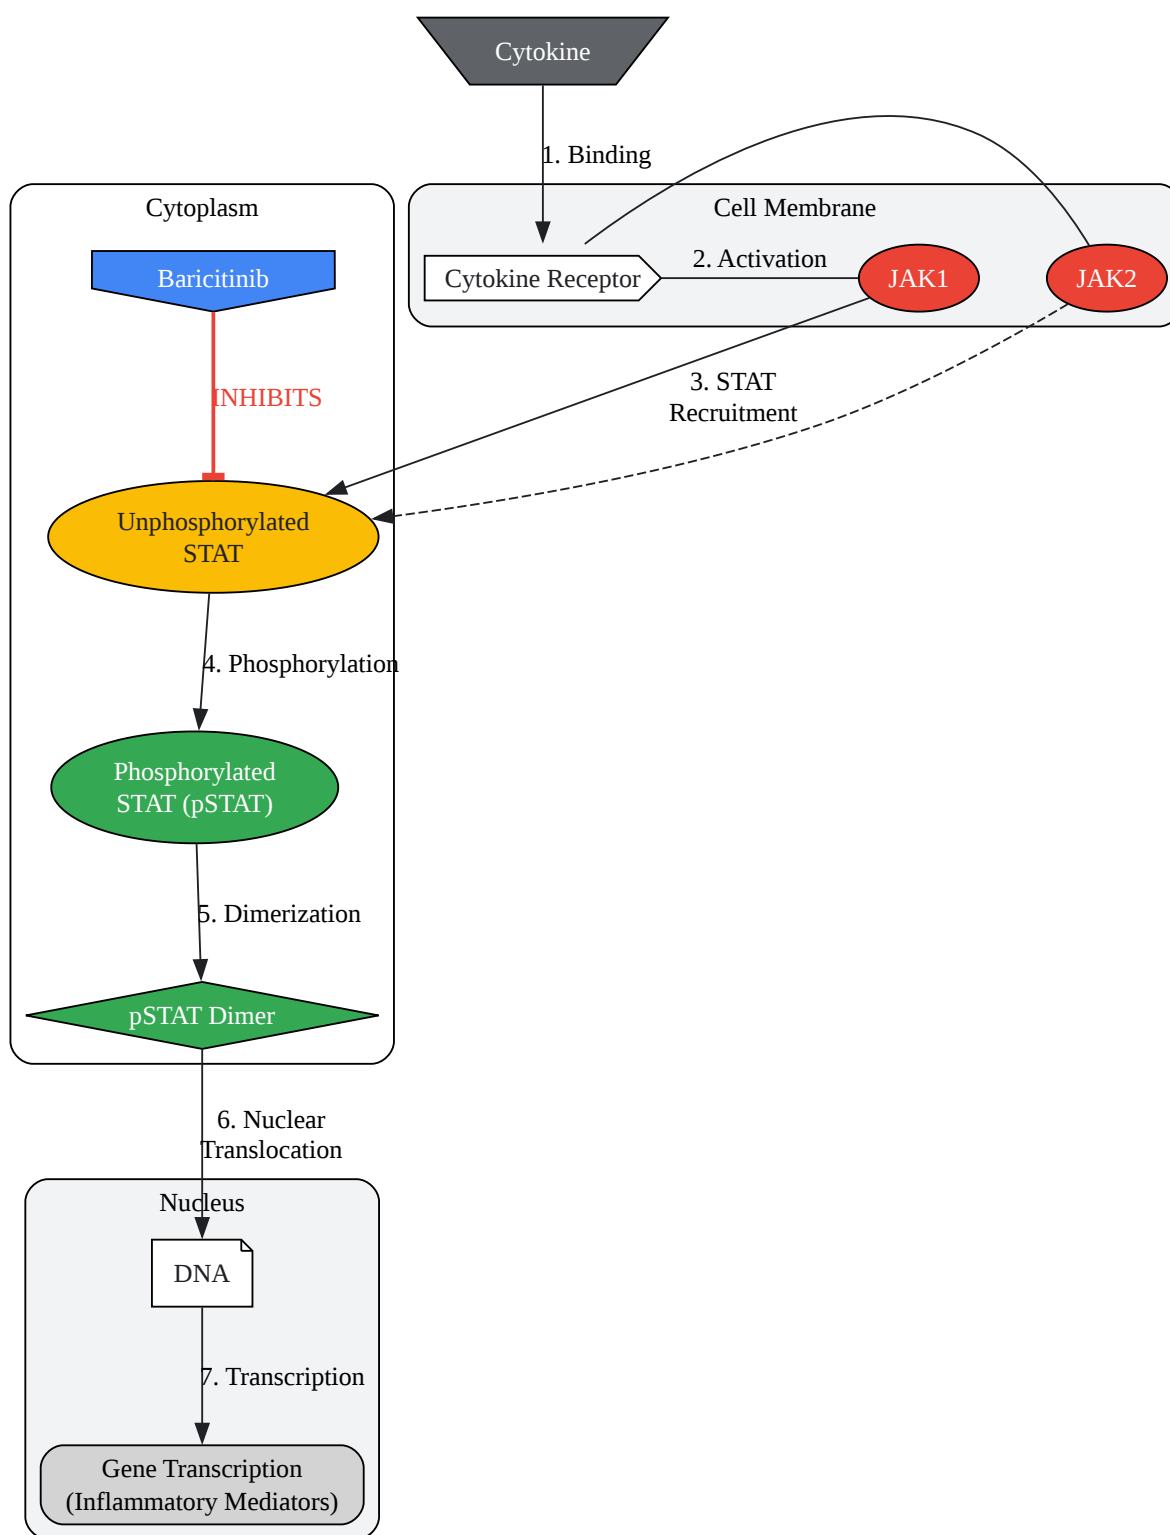 Cytokine
1. Binding
Cytoplasm
Cell Membrane
Baricitinib
Cytokine Receptor
2. Activation
JAK1
JAK2
INHIBITS
3. STAT
Recruitment
Unphosphorylated
STAT
4. Phosphorylation
Phosphorylated
STAT (pSTAT)
5. Dimerization
pSTAT Dimer
6. Nuclear
Translocation
Nucleus
DNA
7. Transcription
Gene Transcription
(Inflammatory Mediators)